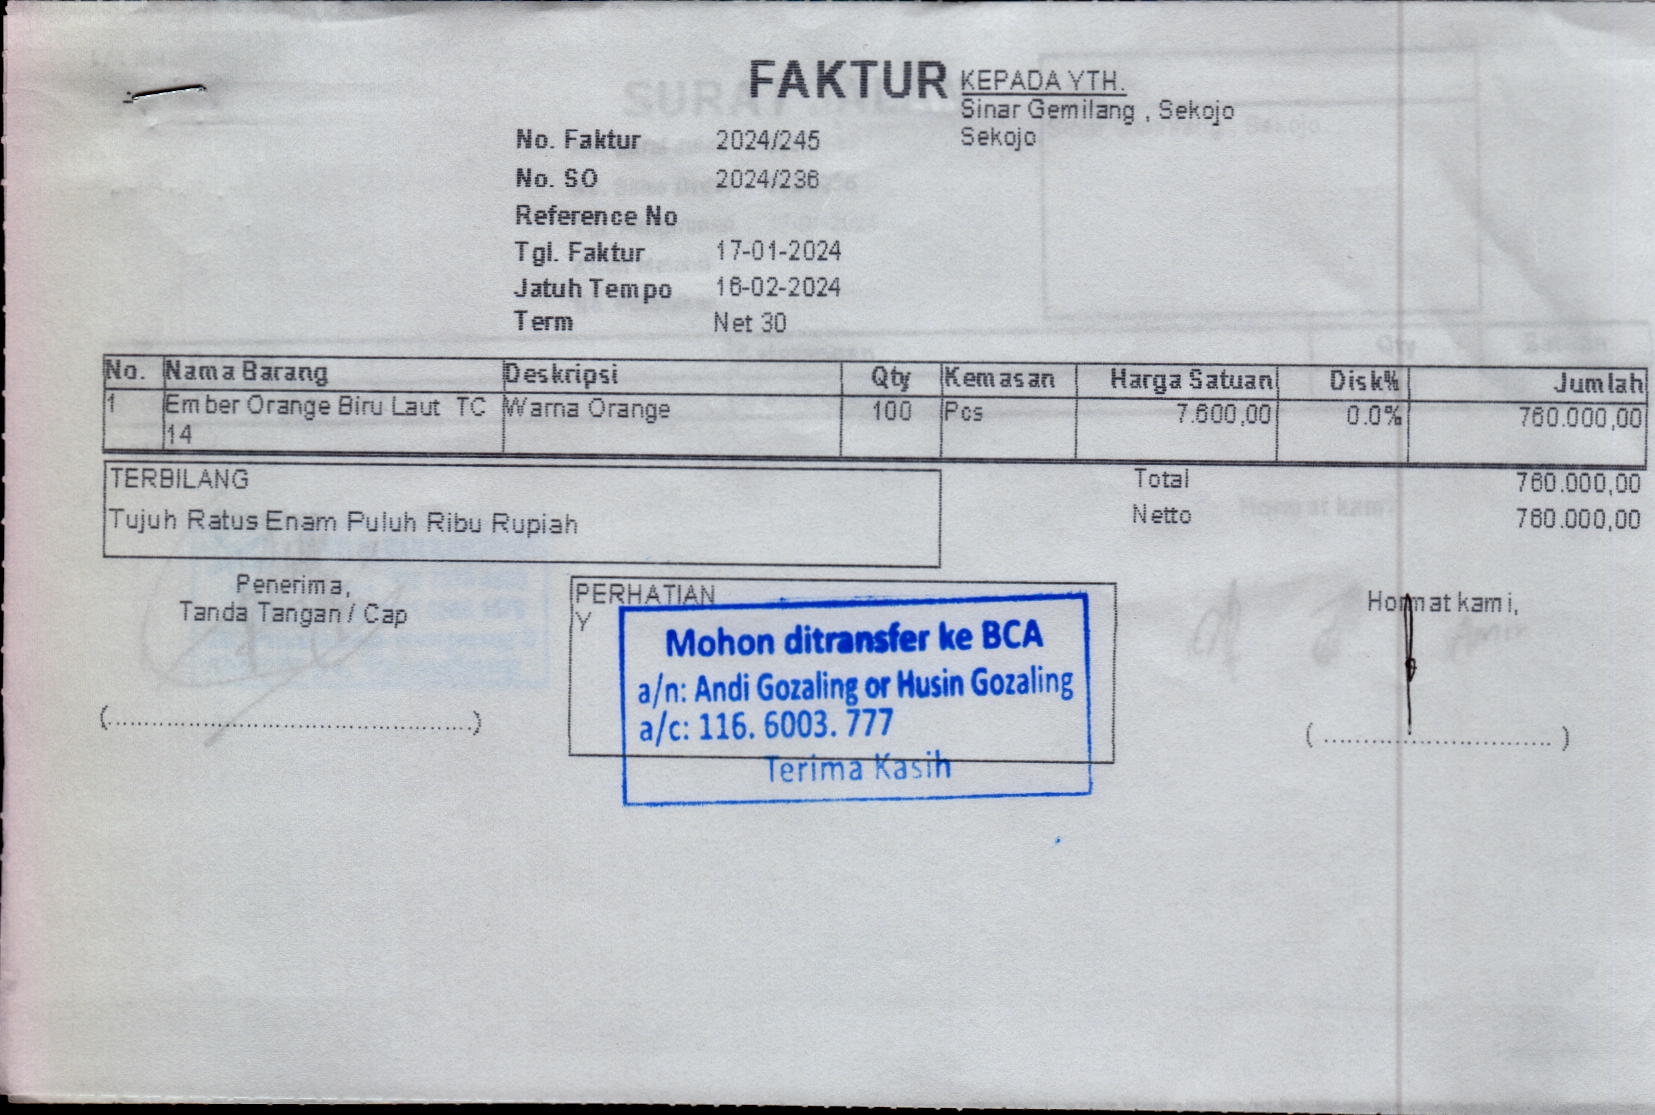 FAKTUR
KEPADA YTH.
Sinar Gemilang , Sekojo
Sekojo
No. Faktur 2024/245
No. SO 2024/236
Reference No
Tgl. Faktur 17-01-2024
Jatuh Tempo 16-02-2024
Term Net 30
No. Nama Barang Deskripsi Qty Kemasan Harga Satuan Disk% Jumlah
1 Ember Orange Biru Laut TC Warna Orange 100 Pcs 7.600,00 0.0% 760.000,00
14
TERBILANG
Tujuh Ratus Enam Puluh Ribu Rupiah
Total 760.000,00
Netto 760.000,00
Penerima,
Tanda Tangan / Cap
PERHATIAN
Y
Mohon ditransfer ke BCA
a/n: Andi Gozaling or Husin Gozaling
a/c: 116. 6003. 777
Terima Kasih
Hormat kami,
(..................................................)
( ............................... )